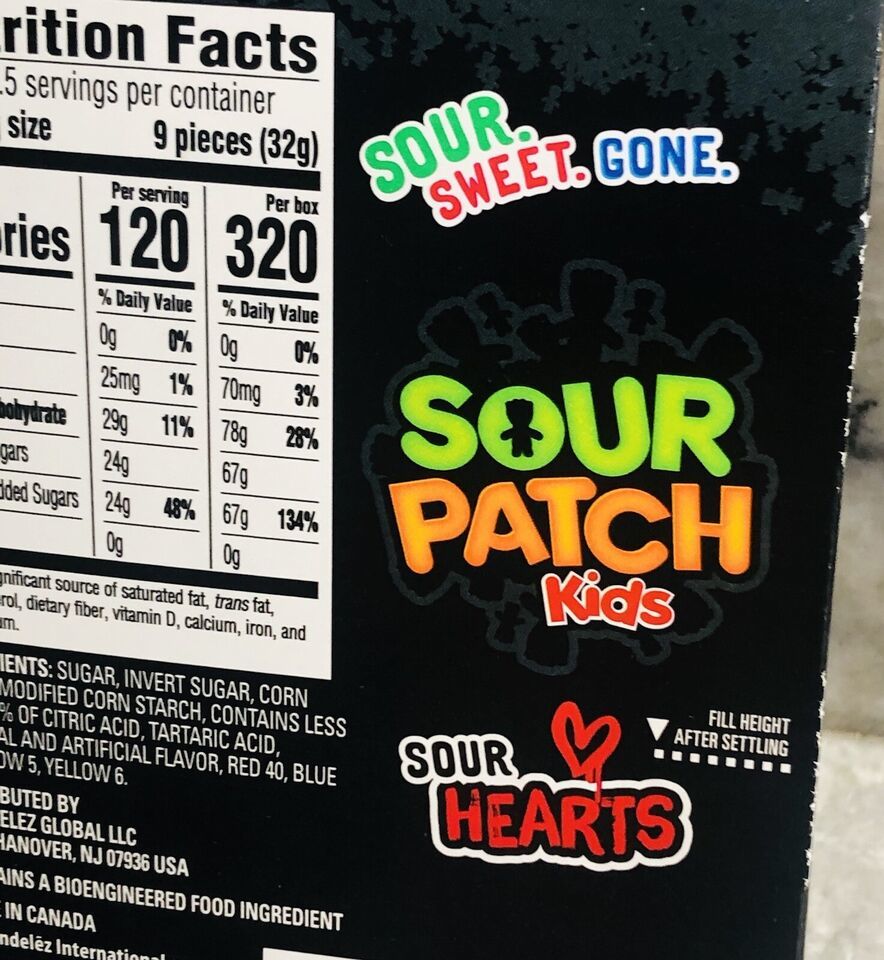 rition Facts
.5 servings per container
size 9 pieces (32g)
Per serving Per box
ries 120 320
% Daily Value % Daily Value
0g 0% 0g 0%
25mg 1% 70mg 3%
bohydrate 29g 11% 78g 28%
gars 24g 67g
dded Sugars 24g 48% 67g 134%
0g 0g
gnificant source of saturated fat, trans fat,
rol, dietary fiber, vitamin D, calcium, iron, and
um.
IENTS: SUGAR, INVERT SUGAR, CORN
MODIFIED CORN STARCH, CONTAINS LESS
% OF CITRIC ACID, TARTARIC ACID,
AL AND ARTIFICIAL FLAVOR, RED 40, BLUE
OW 5, YELLOW 6.
BUTED BY
ELEZ GLOBAL LLC
HANOVER, NJ 07936 USA
AINS A BIOENGINEERED FOOD INGREDIENT
IN CANADA
ndelēz International
SOUR.
SWEET. GONE.
SOUR
PATCH
Kids
SOUR
HEARTS
FILL HEIGHT
AFTER SETTLING